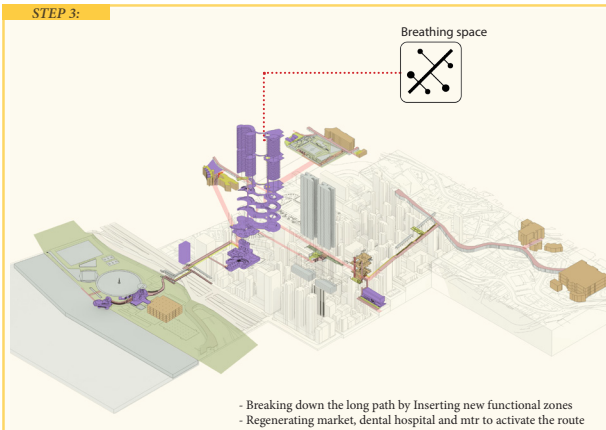 STEP 3:
Breathing space
- Breaking down the long path by Inserting new functional zones
- Regenerating market, dental hospital and mtr to activate the route